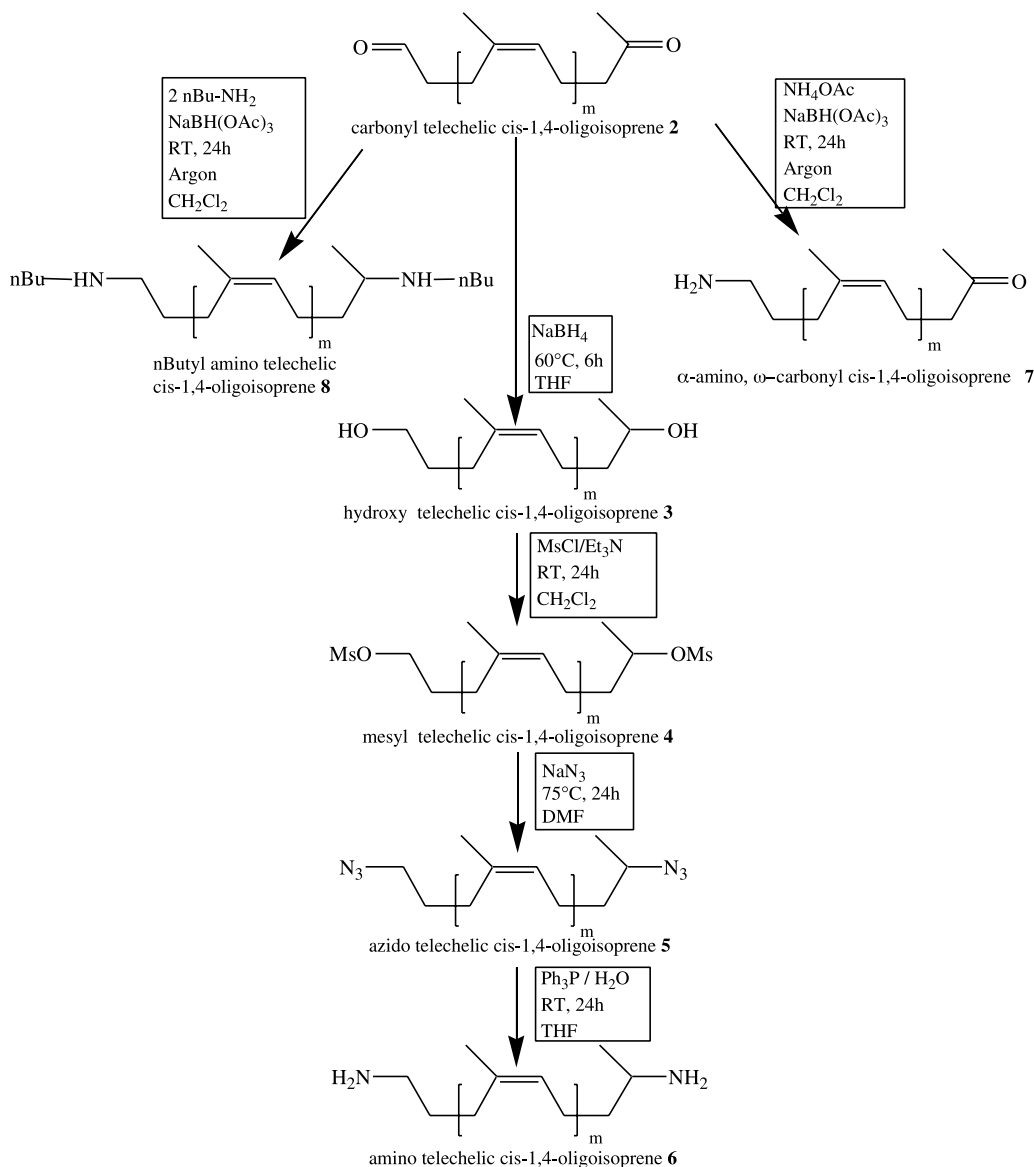 O
O
m
carbonyl telechelic cis-1,4-oligoisoprene 2
2 nBu-NH₂
NaBH(OAc)₃
RT, 24h
Argon
CH₂Cl₂
NH₄OAc
NaBH(OAc)₃
RT, 24h
Argon
CH₂Cl₂
nBu HN
NH nBu
m
nButyl amino telechelic
cis-1,4-oligoisoprene 8
H₂N
O
m
α-amino, ω-carbonyl cis-1,4-oligoisoprene 7
NaBH₄
60°C, 6h
THF
HO
OH
m
hydroxy telechelic cis-1,4-oligoisoprene 3
MsCl/Et₃N
RT, 24h
CH₂Cl₂
MsO
OMs
m
mesyl telechelic cis-1,4-oligoisoprene 4
NaN₃
75°C, 24h
DMF
N₃
N₃
m
azido telechelic cis-1,4-oligoisoprene 5
Ph₃P / H₂O
RT, 24h
THF
H₂N
NH₂
m
amino telechelic cis-1,4-oligoisoprene 6